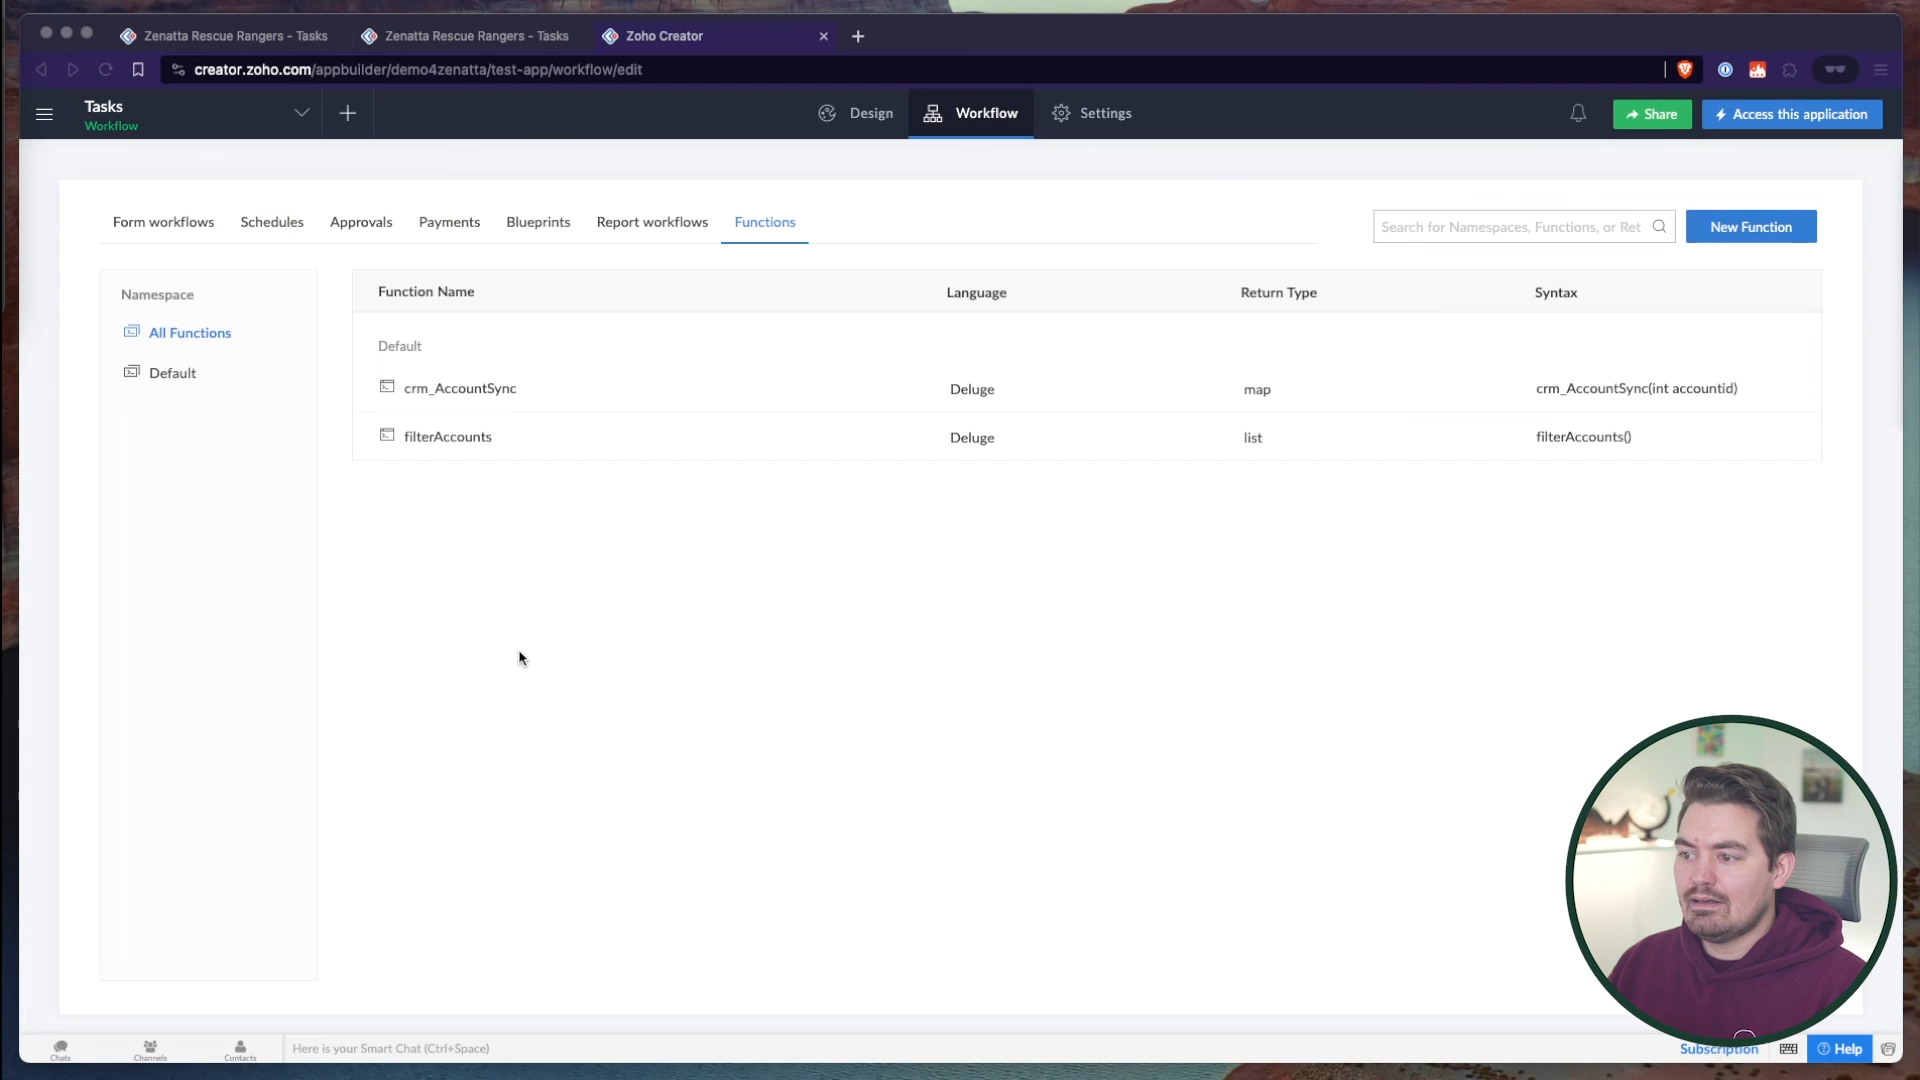 Zenatta Rescue Rangers - Tasks
Zenatta Rescue Rangers - Tasks
Zoho Creator
creator.zoho.com/appbuilder/demo4zenatta/test-app/workflow/edit
Tasks
Workflow
Design
Workflow
Settings
Share
Access this application
Form workflows
Schedules
Approvals
Payments
Blueprints
Report workflows
Functions
Search for Namespaces, Functions, or Ret
New Function
Namespace
All Functions
Default
Function Name
Language
Return Type
Syntax
Default
crm_AccountSync
Deluge
map
crm_AccountSync(int accountid)
filterAccounts
Deluge
list
filterAccounts()
Chats
Channels
Contacts
Here is your Smart Chat (Ctrl+Space)
Subscription
Help